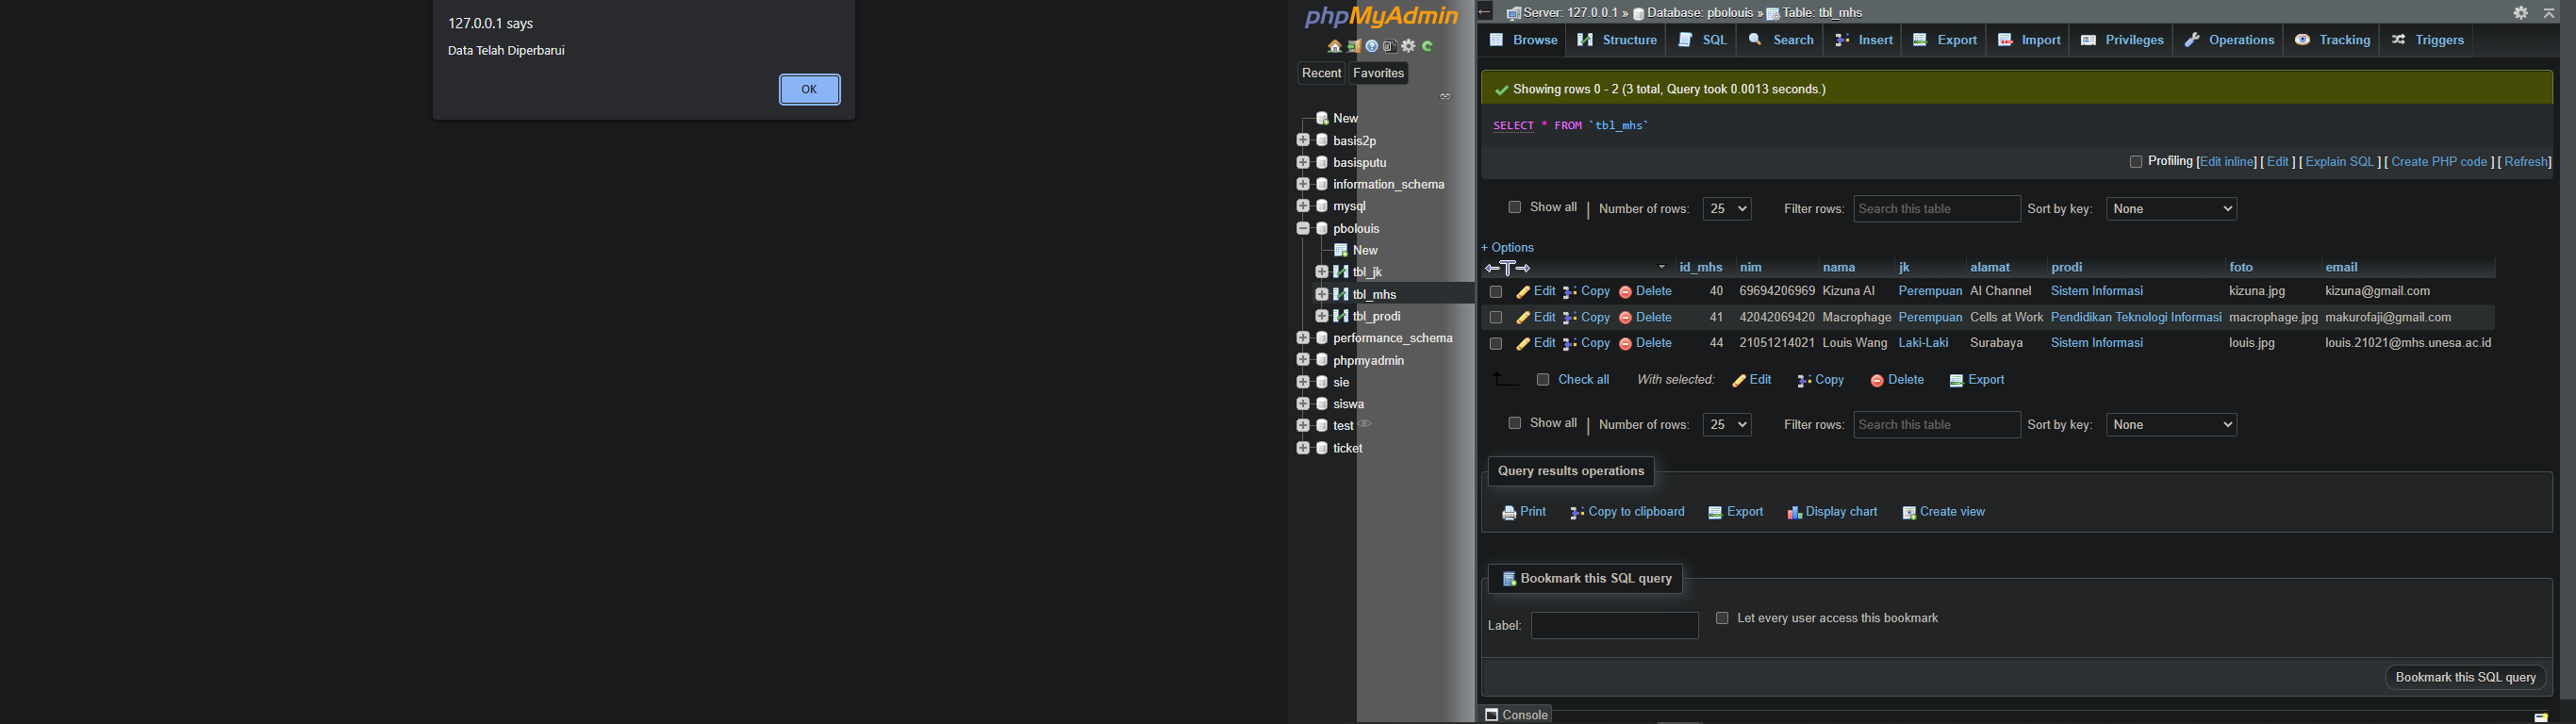 127.0.0.1 says
Data Telah Diperbarui
OK
phpMyAdmin
Recent Favorites
New
basis2p
basisputu
information_schema
mysql
pbolouis
New
tbl_jk
tbl_mhs
tbl_prodi
performance_schema
phpmyadmin
sie
siswa
test
ticket
Server: 127.0.0.1 » Database: pbolouis » Table: tbl_mhs
Browse Structure SQL Search Insert Export Import Privileges Operations Tracking Triggers
Showing rows 0 - 2 (3 total, Query took 0.0013 seconds.)
SELECT * FROM `tbl_mhs`
Profiling [Edit inline] [ Edit ] [ Explain SQL ] [ Create PHP code ] [ Refresh]
Show all | Number of rows: 25 Filter rows: Search this table Sort by key: None
+ Options
id_mhs nim nama jk alamat prodi foto email
Edit Copy Delete 40 69694206969 Kizuna AI Perempuan AI Channel Sistem Informasi kizuna.jpg kizuna@gmail.com
Edit Copy Delete 41 42042069420 Macrophage Perempuan Cells at Work Pendidikan Teknologi Informasi macrophage.jpg makurofaji@gmail.com
Edit Copy Delete 44 21051214021 Louis Wang Laki-Laki Surabaya Sistem Informasi louis.jpg louis.21021@mhs.unesa.ac.id
Check all With selected: Edit Copy Delete Export
Show all | Number of rows: 25 Filter rows: Search this table Sort by key: None
Query results operations
Print Copy to clipboard Export Display chart Create view
Bookmark this SQL query
Label: Let every user access this bookmark
Bookmark this SQL query
Console